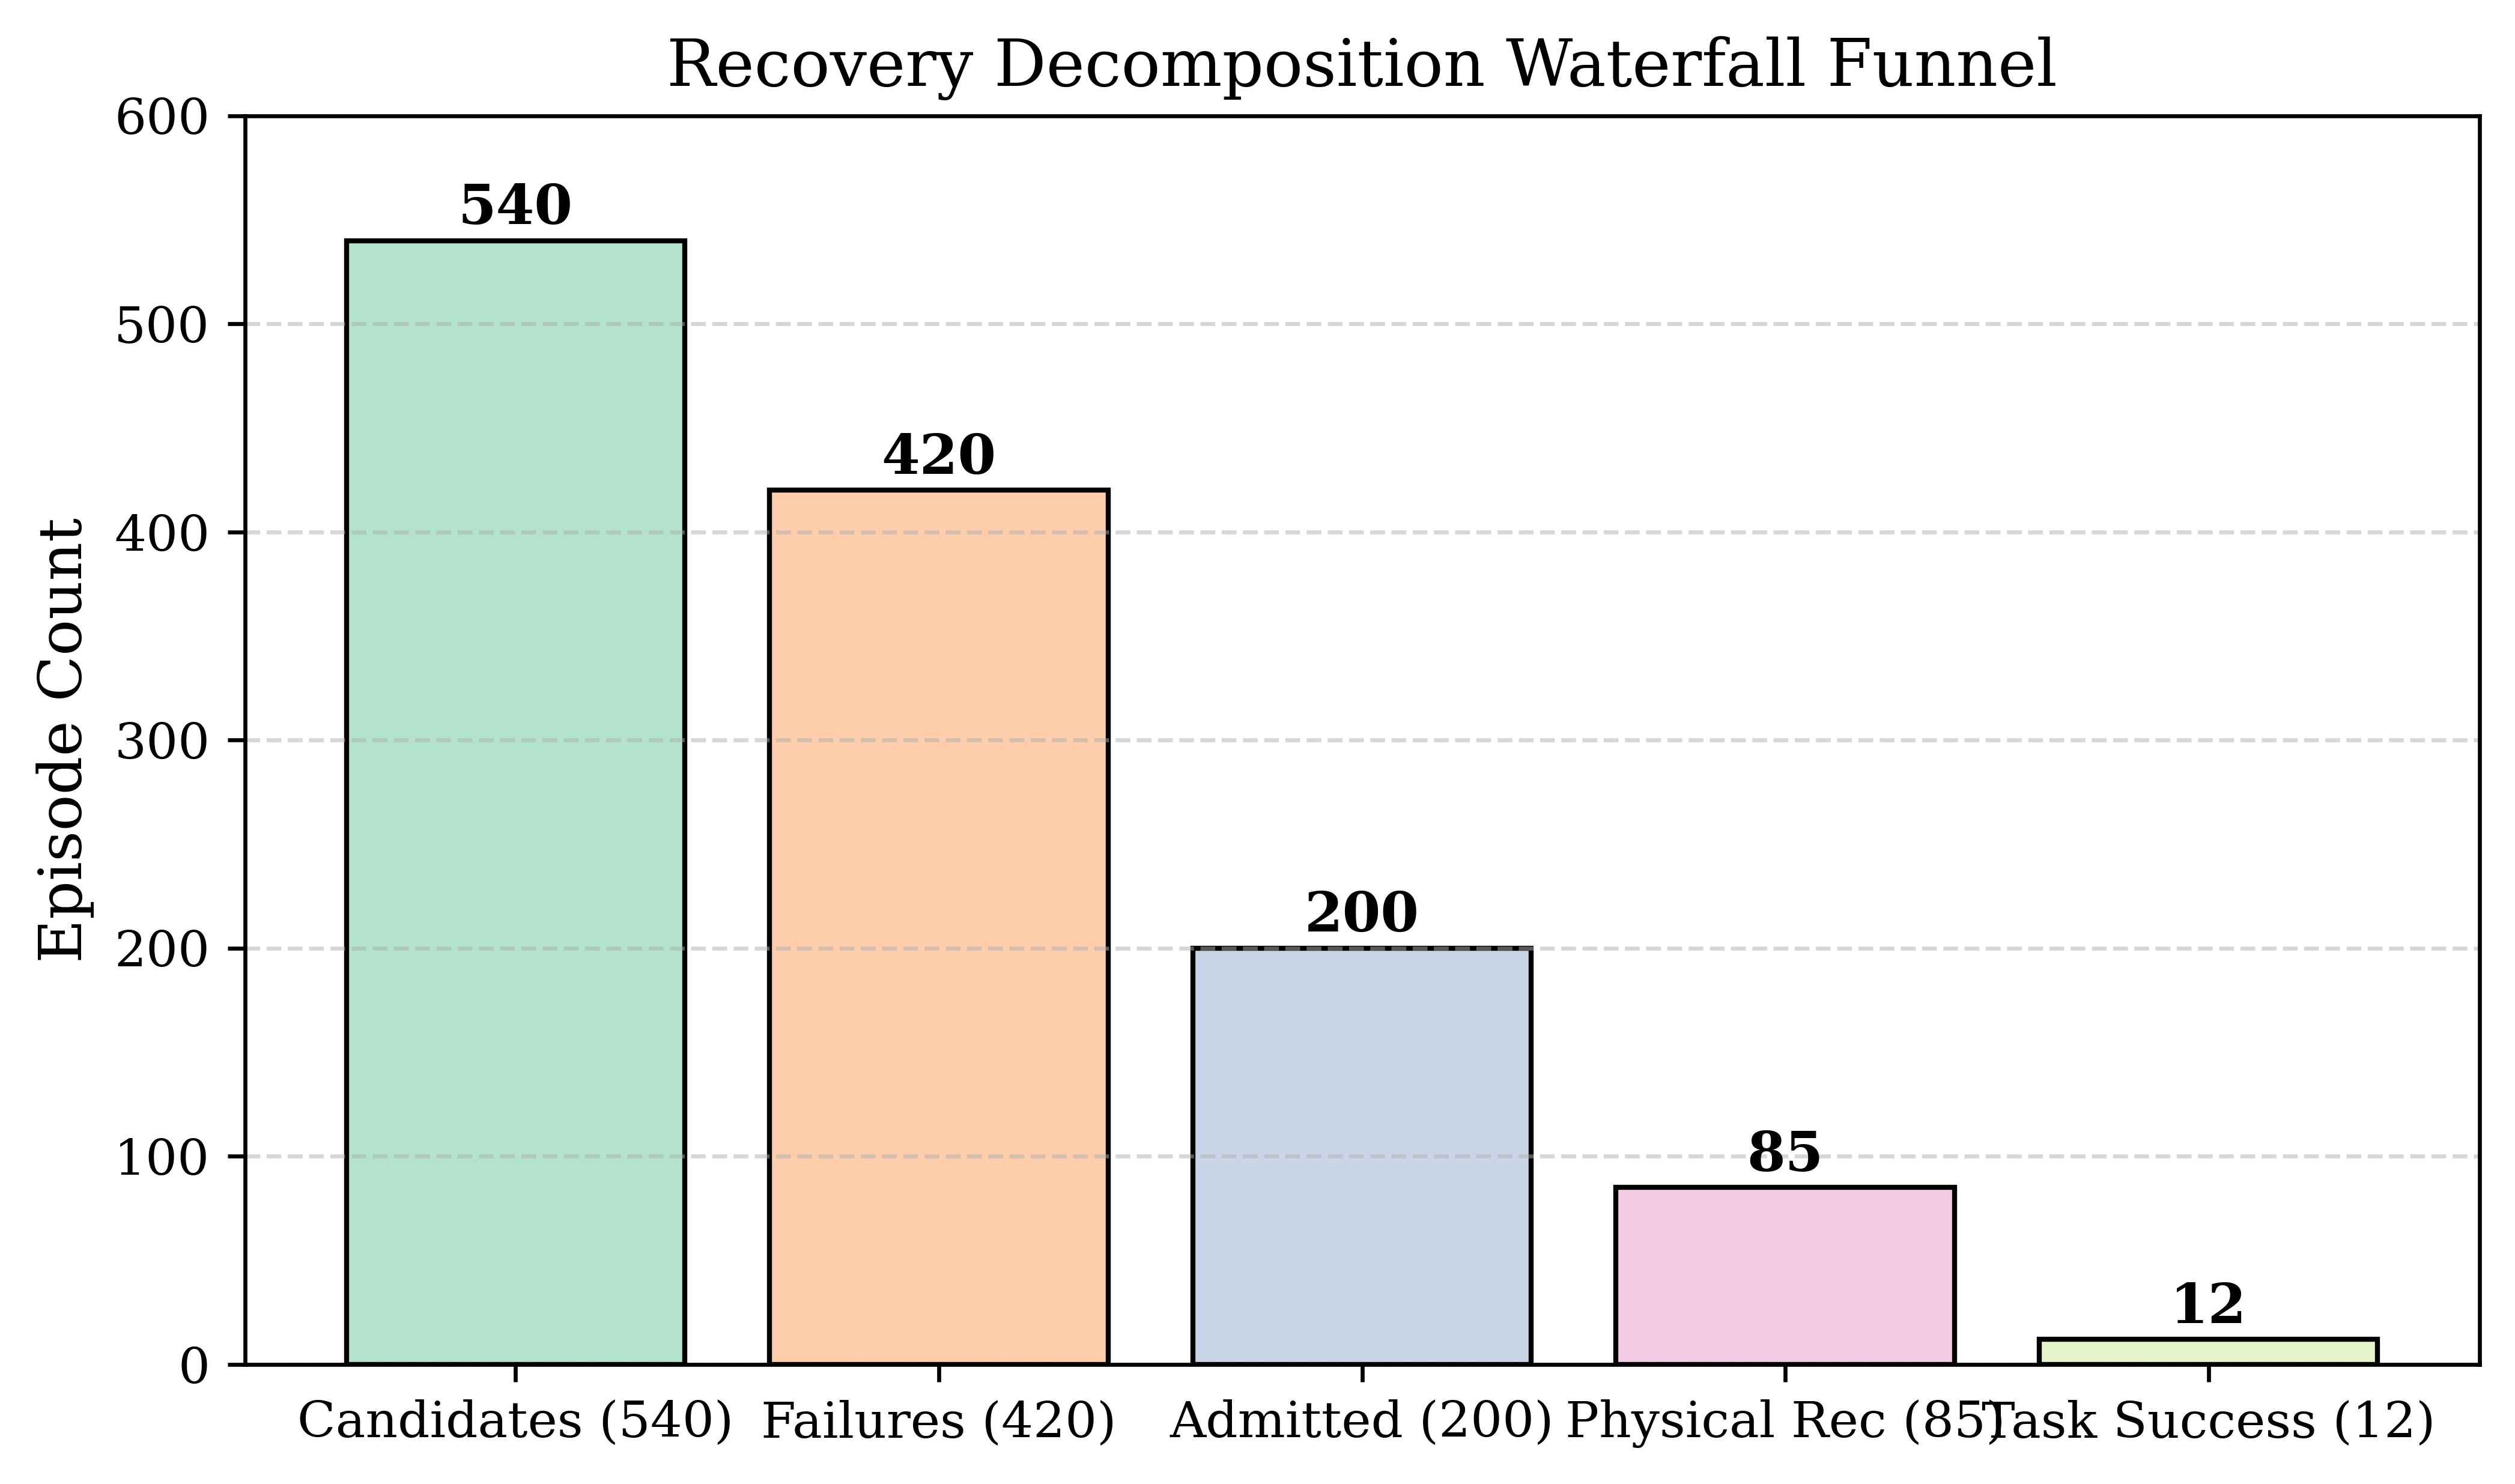 Recovery Decomposition Waterfall Funnel
Episode Count
600
500
400
300
200
100
0
540
420
200
85
12
Candidates (540)
Failures (420)
Admitted (200)
Physical Rec (85)
Task Success (12)